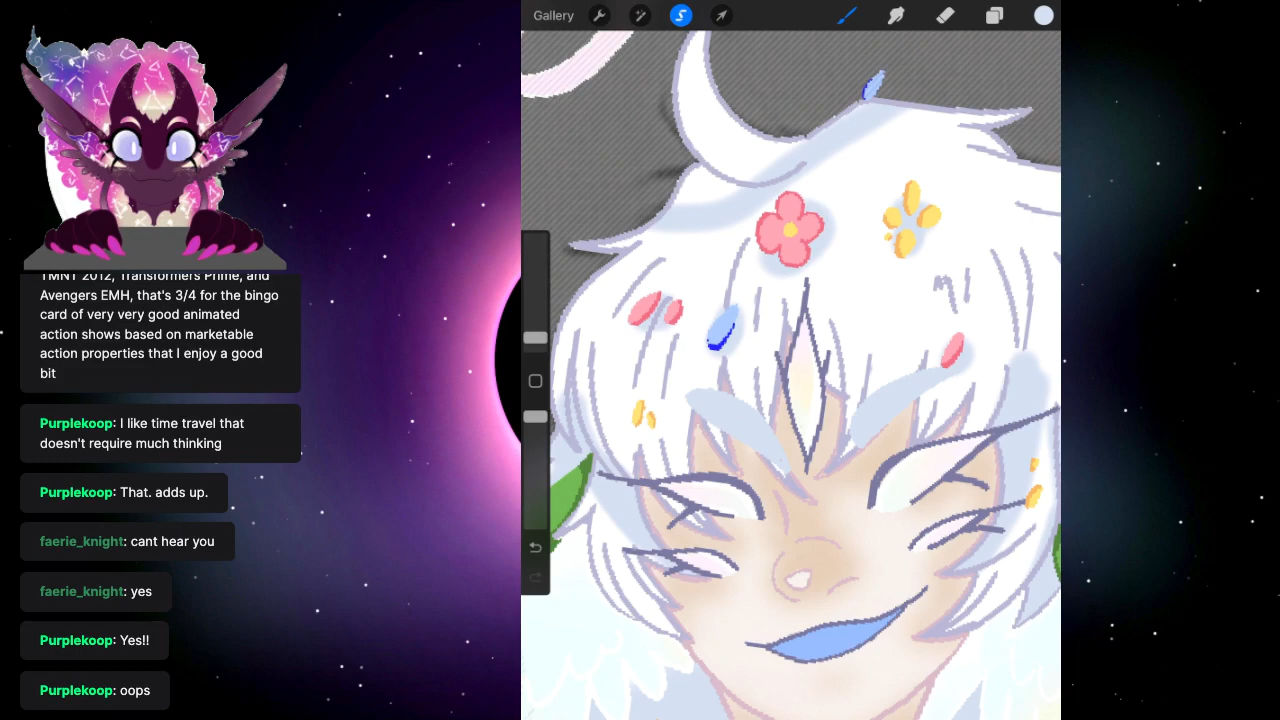 Gallery
TMNT 2012, Transformers Prime, and
Avengers EMH, that's 3/4 for the bingo
card of very very good animated
action shows based on marketable
action properties that I enjoy a good
bit
Purplekoop: I like time travel that
doesn't require much thinking
Purplekoop: That. adds up.
faerie_knight: cant hear you
faerie_knight: yes
Purplekoop: Yes!!
Purplekoop: oops